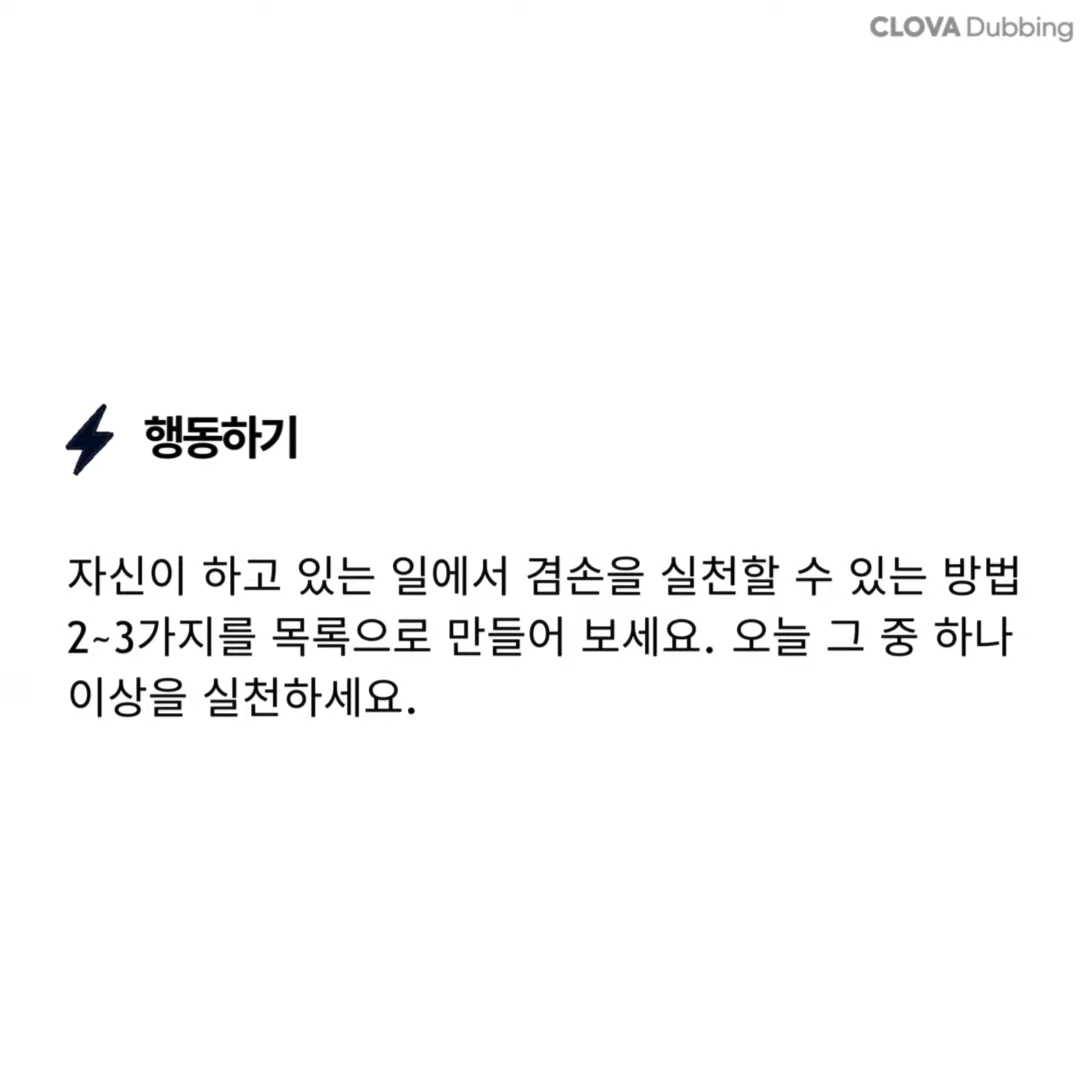 CLOVA Dubbing
행동하기
자신이 하고 있는 일에서 겸손을 실천할 수 있는 방법
2~3가지를 목록으로 만들어 보세요. 오늘 그 중 하나
이상을 실천하세요.